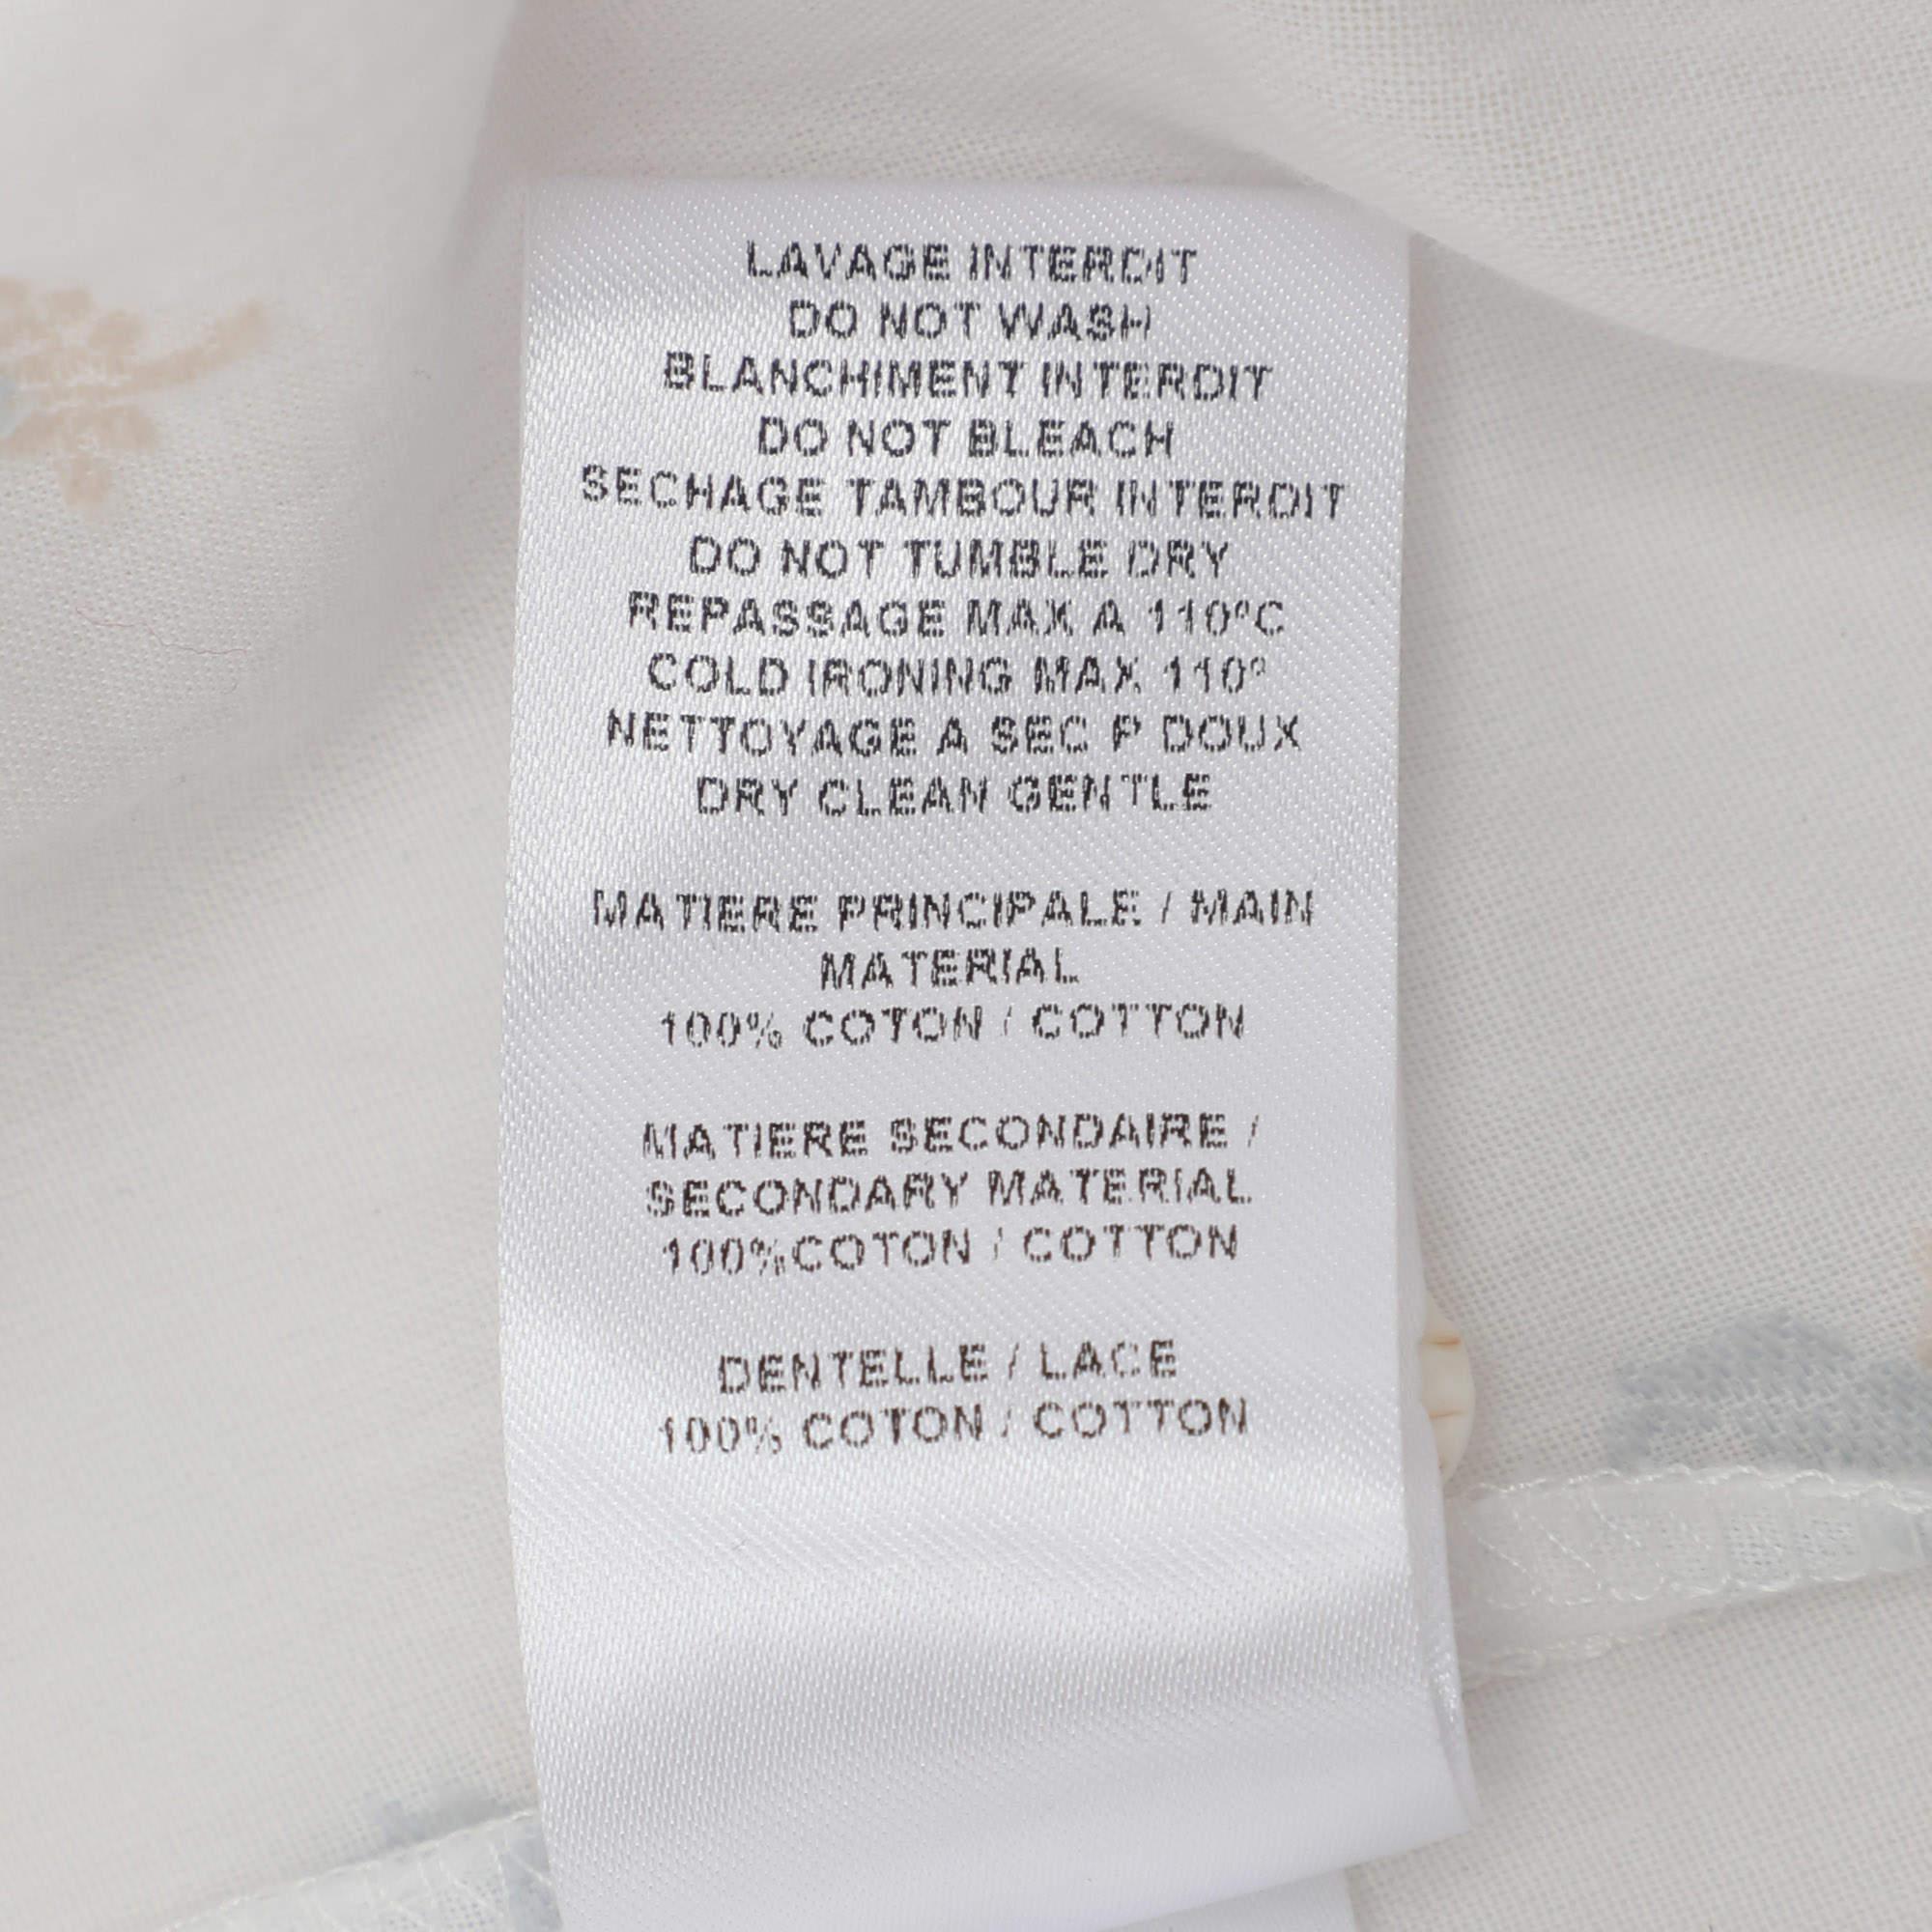 LAVAGE INTERDIT
DO NOT WASH
BLANCHIMENT INTERDIT
DO NOT BLEACH
SECHAGE TAMBOUR INTERDIT
DO NOT TUMBLE DRY
REPASSAGE MAX A 110°C
COLD IRONING MAX 110°
NETTOYAGE A SEC P DOUX
DRY CLEAN GENTLE
MATIERE PRINCIPALE / MAIN
MATERIAL
100% COTON / COTTON
MATIERE SECONDAIRE /
SECONDARY MATERIAL
100%COTON / COTTON
DENTELLE / LACE
100% COTON / COTTON